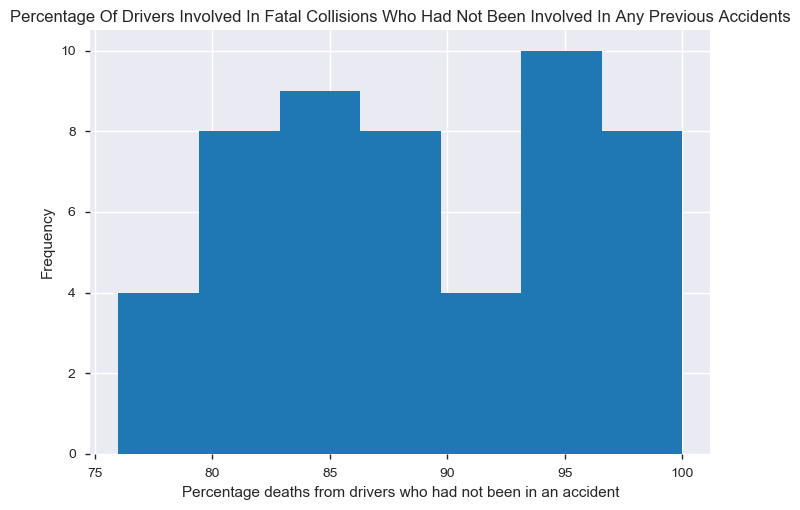 Percentage Of Drivers Involved In Fatal Collisions Who Had Not Been Involved In Any Previous Accidents
10
8
6
4
2
0
Frequency
75 80 85 90 95 100
Percentage deaths from drivers who had not been in an accident